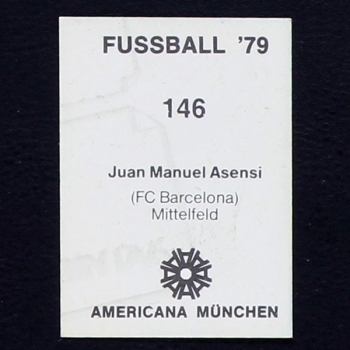 FUSSBALL '79
146
Juan Manuel Asensi
(FC Barcelona)
Mittelfeld
AMERICANA MÜNCHEN